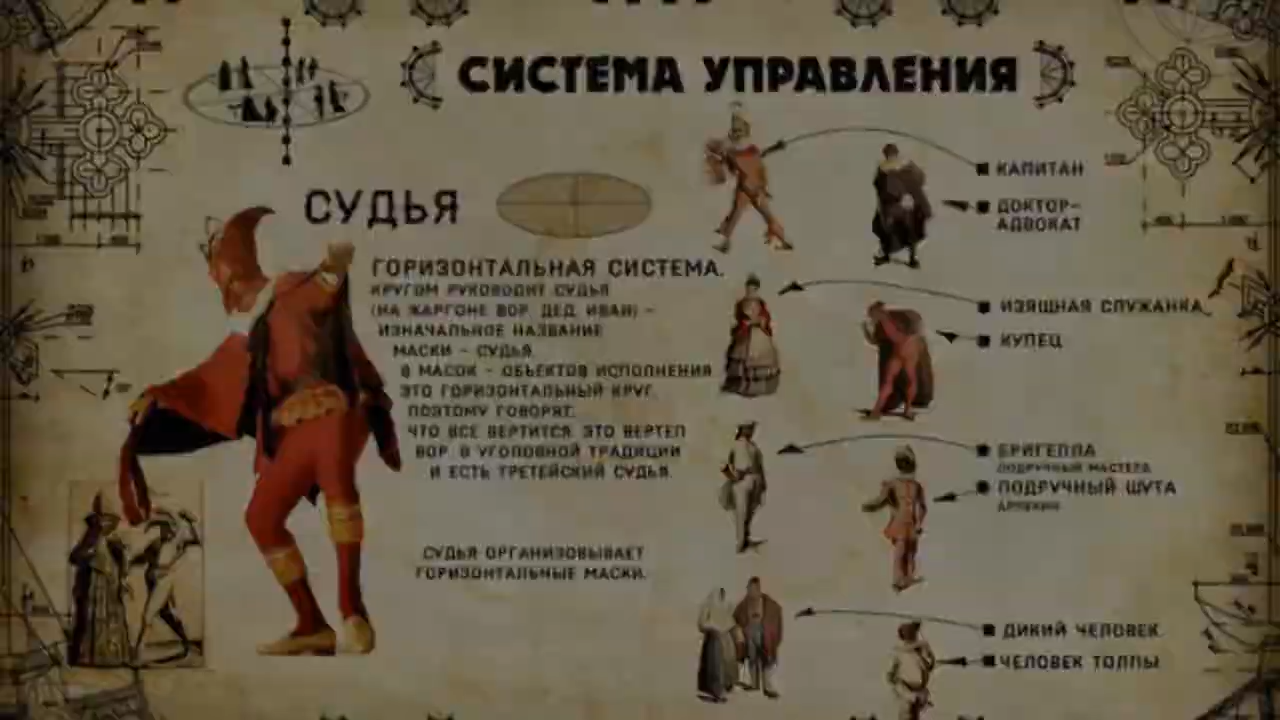 СИСТЕМА УПРАВЛЕНИЯ
СУДЬЯ
ГОРИЗОНТАЛЬНАЯ СИСТЕМА.
КРУГОМ РУКОВОДИТ СУДЬЯ
(НА ЖАРГОНЕ ВОР, ДЕД, ИВАН) -
ИЗНАЧАЛЬНОЕ НАЗВАНИЕ
МАСКИ - СУДЬЯ.
8 МАСОК - ОБЪЕКТОВ ИСПОЛНЕНИЯ
ЭТО ГОРИЗОНТАЛЬНЫЙ КРУГ.
ПОЭТОМУ ГОВОРЯТ,
ЧТО ВСЕ ВЕРТИТСЯ, ЭТО ВЕРТЕП
ВОР, В УГОЛОВНОЙ ТРАДИЦИИ
И ЕСТЬ ТРЕТЕЙСКИЙ СУДЬЯ.
СУДЬЯ ОРГАНИЗОВЫВАЕТ
ГОРИЗОНТАЛЬНЫЕ МАСКИ.
КАПИТАН
ДОКТОР-
АДВОКАТ
ИЗЯЩНАЯ СЛУЖАНКА
КУПЕЦ
БРИГЕЛЛА
ПОДРУЧНЫЙ МАСТЕРА
ПОДРУЧНЫЙ ШУТА
АРЛЕКИН
ДИКИЙ ЧЕЛОВЕК
ЧЕЛОВЕК ТОЛПЫ